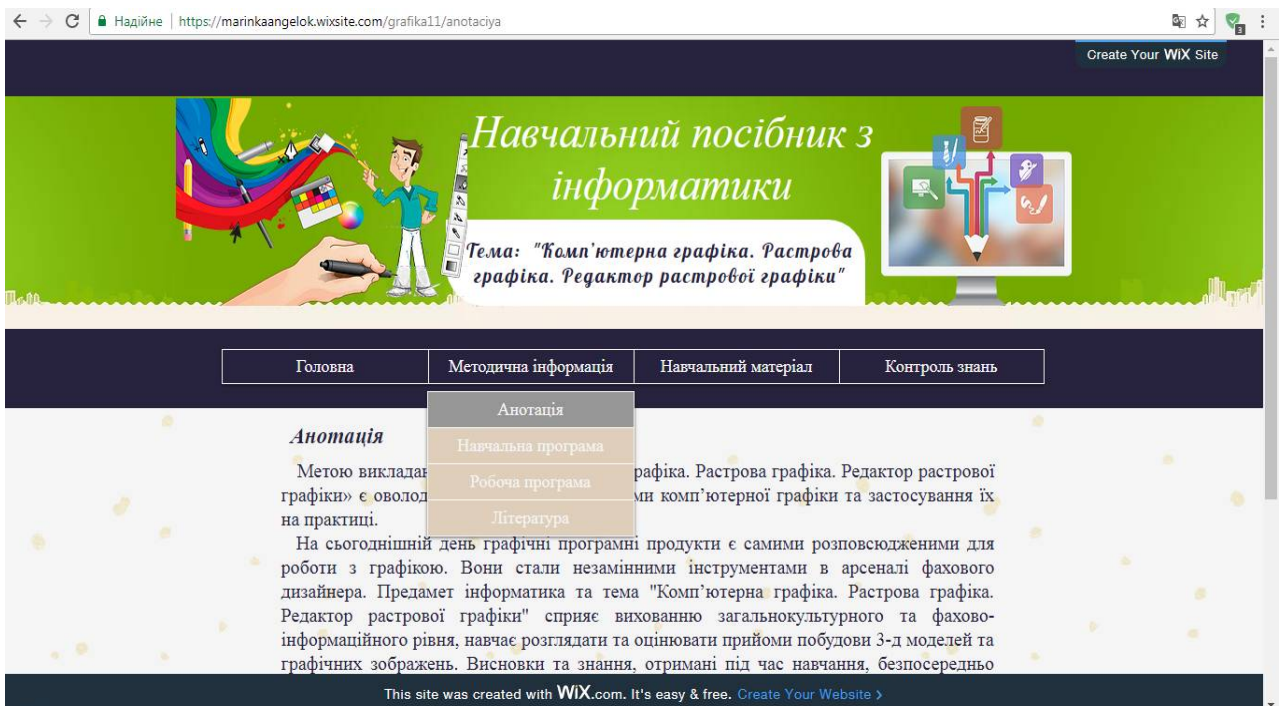 Надійне | https://marinkaangelok.wixsite.com/grafika11/anotaciya
3
Create Your WiX Site
Навчальний посібник з
інформатики
Тема: "Комп'ютерна графіка. Растрова
графіка. Редактор растрової графіки"
Головна Методична інформація Навчальний матеріал Контроль знань
Анотація
Навчальна програма
Робоча програма
Література
Анотація
Метою рафіка. Растрова графіка. Редактор растрової
графіки» є ми комп’ютерної графіки та застосування їх
на практиці.
На сьогоднішній день графічні програмні продукти є самими розповсюдженими для
роботи з графікою. Вони стали незамінними інструментами в арсеналі фахового
дизайнера. Предамет інформатика та тема "Комп’ютерна графіка. Растрова графіка.
Редактор растрової графіки" сприяє вихованню загальнокультурного та фахово-
інформаційного рівня, навчає розглядати та оцінювати прийоми побудови 3-д моделей та
графічних зображень. Висновки та знання, отримані під час навчання, безпосередньо
This site was created with WiX.com. It's easy & free. Create Your Website >